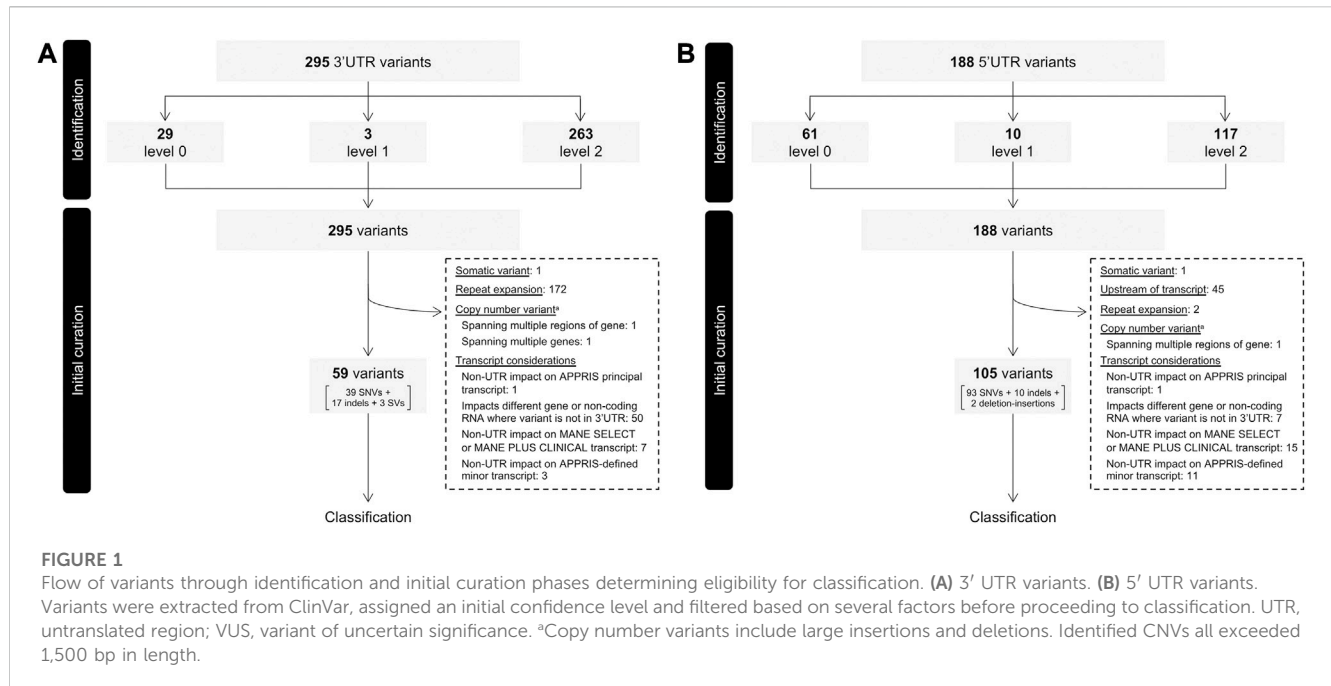 A
Identification
295 3'UTR variants
29
level 0
3
level 1
263
level 2
Initial curation
295 variants
Somatic variant: 1
Repeat expansion: 172
Copy number variantᵃ
Spanning multiple regions of gene: 1
Spanning multiple genes: 1
Transcript considerations
Non-UTR impact on APPRIS principal
transcript: 1
Impacts different gene or non-coding
RNA where variant is not in 3'UTR: 50
Non-UTR impact on MANE SELECT
or MANE PLUS CLINICAL transcript: 7
Non-UTR impact on APPRIS-defined
minor transcript: 3
59 variants
39 SNVs +
17 indels + 3 SVs
Classification
B
Identification
188 5'UTR variants
61
level 0
10
level 1
117
level 2
Initial curation
188 variants
Somatic variant: 1
Upstream of transcript: 45
Repeat expansion: 2
Copy number variantᵃ
Spanning multiple regions of gene: 1
Transcript considerations
Non-UTR impact on APPRIS principal
transcript: 1
Impacts different gene or non-coding
RNA where variant is not in 3'UTR: 7
Non-UTR impact on MANE SELECT
or MANE PLUS CLINICAL transcript: 15
Non-UTR impact on APPRIS-defined
minor transcript: 11
105 variants
93 SNVs + 10 indels +
2 deletion-insertions
Classification
FIGURE 1
Flow of variants through identification and initial curation phases determining eligibility for classification. (A) 3′ UTR variants. (B) 5′ UTR variants.
Variants were extracted from ClinVar, assigned an initial confidence level and filtered based on several factors before proceeding to classification. UTR,
untranslated region; VUS, variant of uncertain significance. ᵃCopy number variants include large insertions and deletions. Identified CNVs all exceeded
1,500 bp in length.